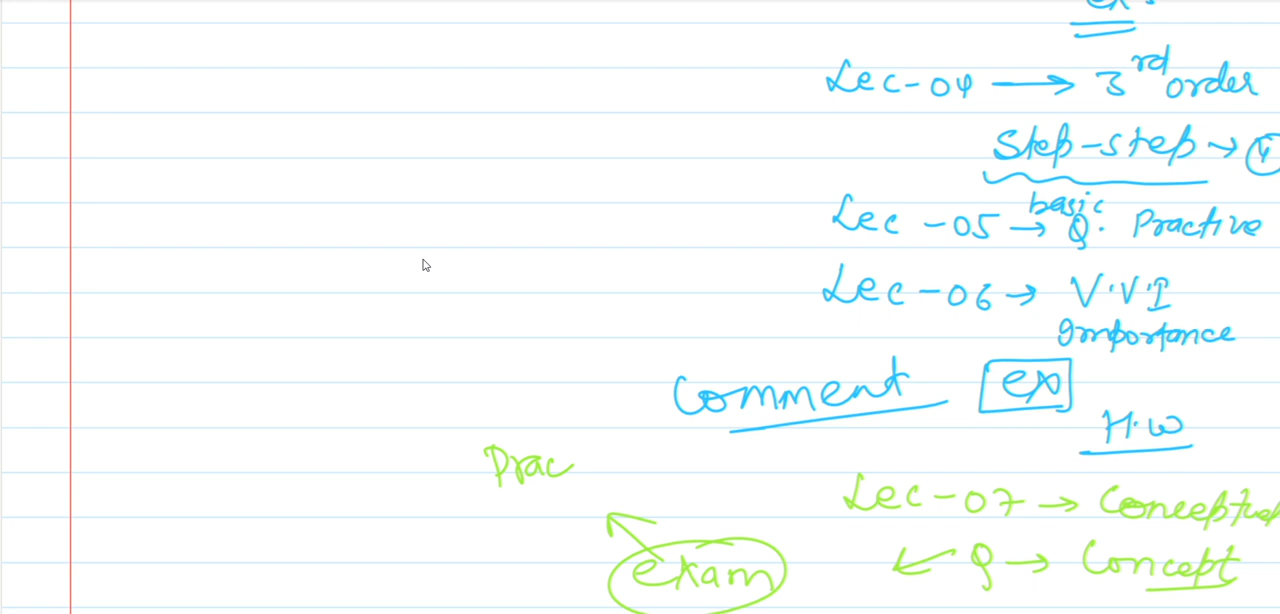 Lec-04 → 3rd order
Step-step → 4
Lec-05 → basic Q. Practive
Lec-06 → V.V.I
Importance
Comment ex
H.W
Prac
Lec-07 → Conceptual
exam ← Q → Concept